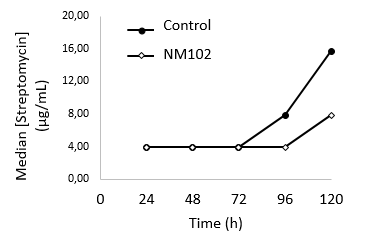 20,00
16,00
12,00
8,00
4,00
0,00
Median [Streptomycin]
(µg/mL)
Control
NM102
0 24 48 72 96 120
Time (h)